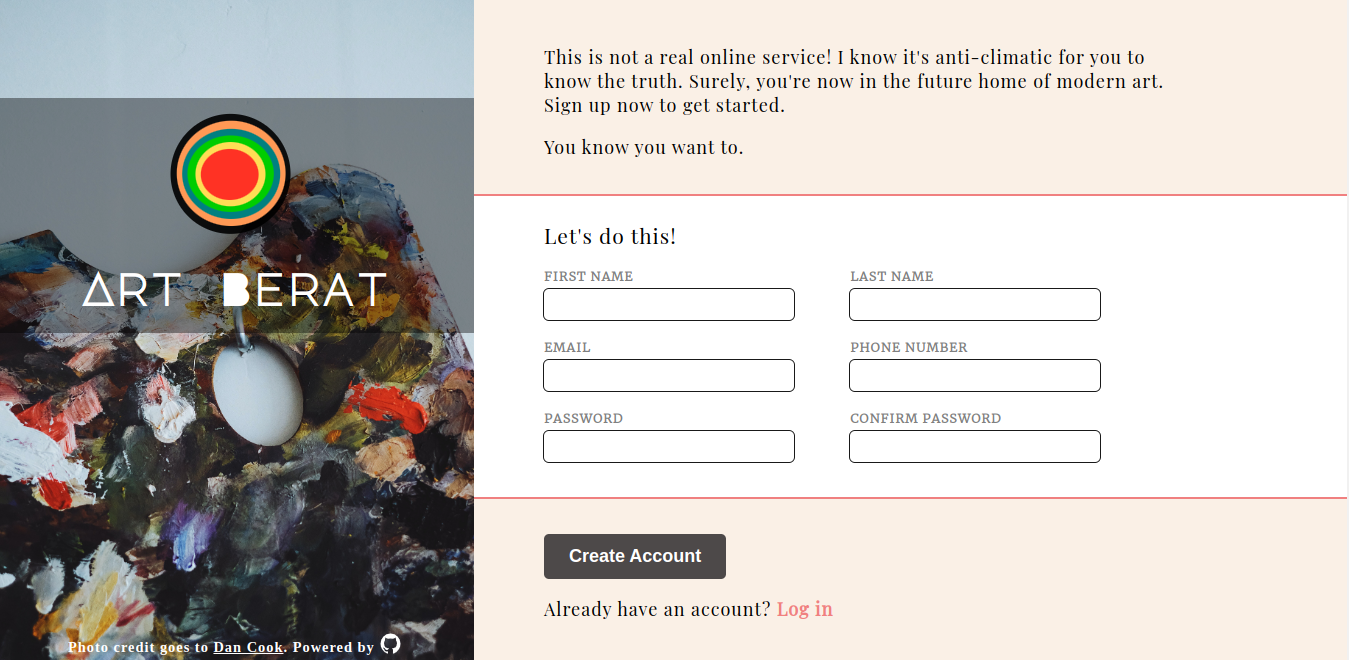 ART BERAT
Photo credit goes to Dan Cook. Powered by
This is not a real online service! I know it's anti-climatic for you to
know the truth. Surely, you're now in the future home of modern art.
Sign up now to get started.
You know you want to.
Let's do this!
FIRST NAME
LAST NAME
EMAIL
PHONE NUMBER
PASSWORD
CONFIRM PASSWORD
Create Account
Already have an account? Log in